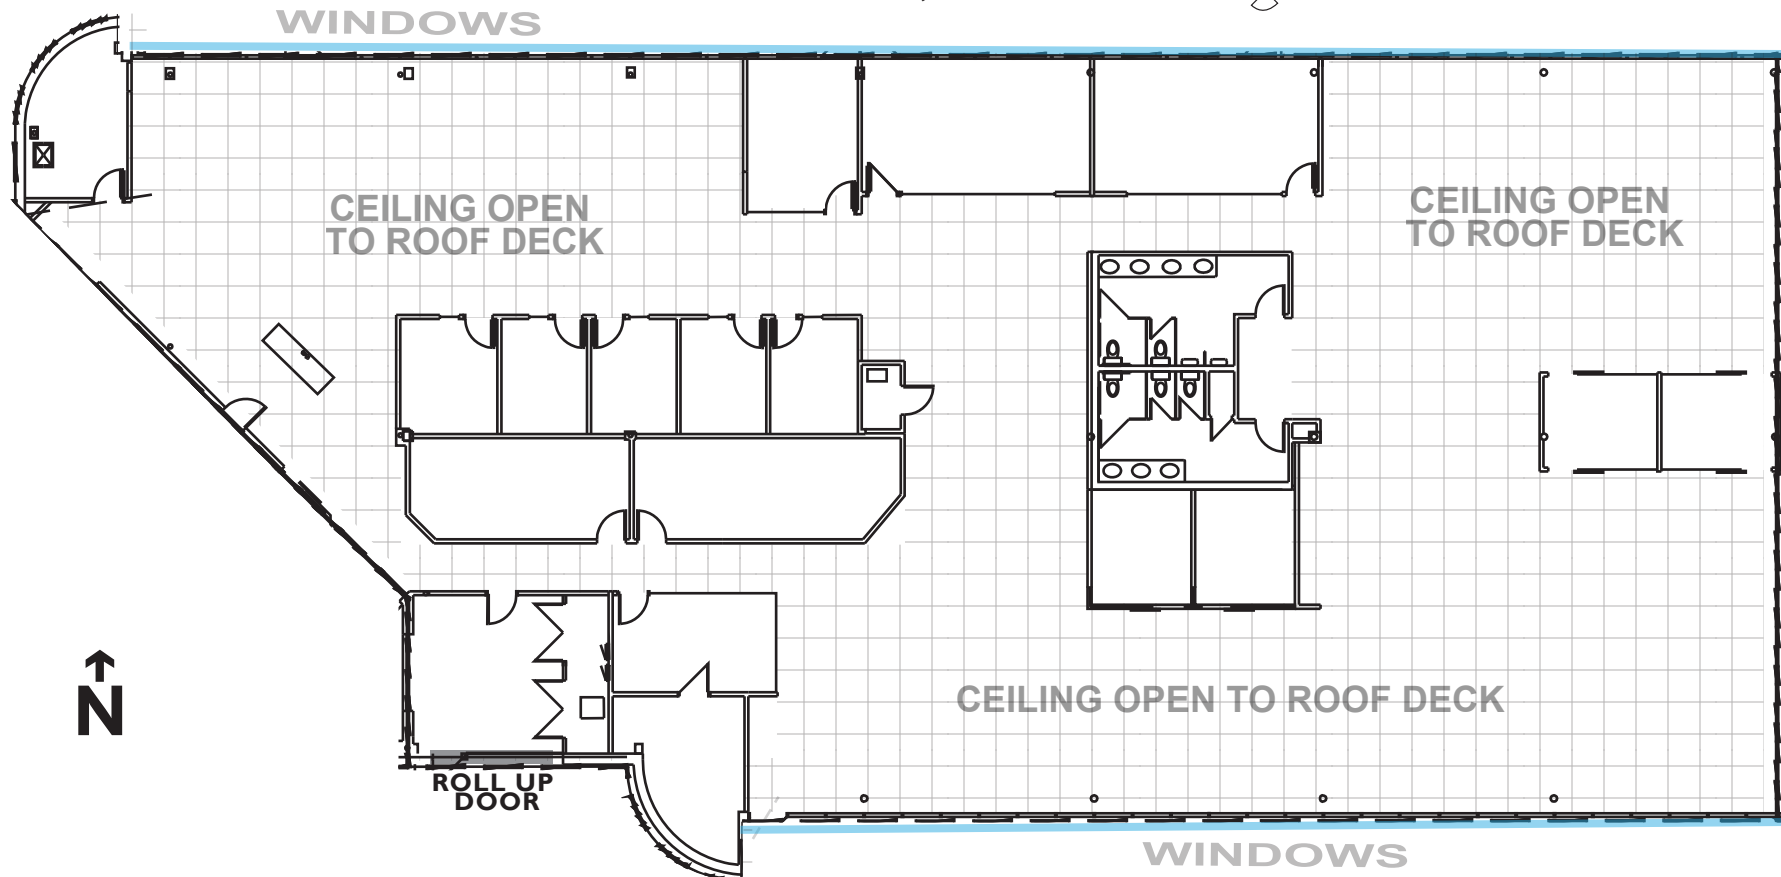 WINDOWS
CEILING OPEN
TO ROOF DECK
CEILING OPEN
TO ROOF DECK
N
CEILING OPEN TO ROOF DECK
ROLL UP
DOOR
WINDOWS